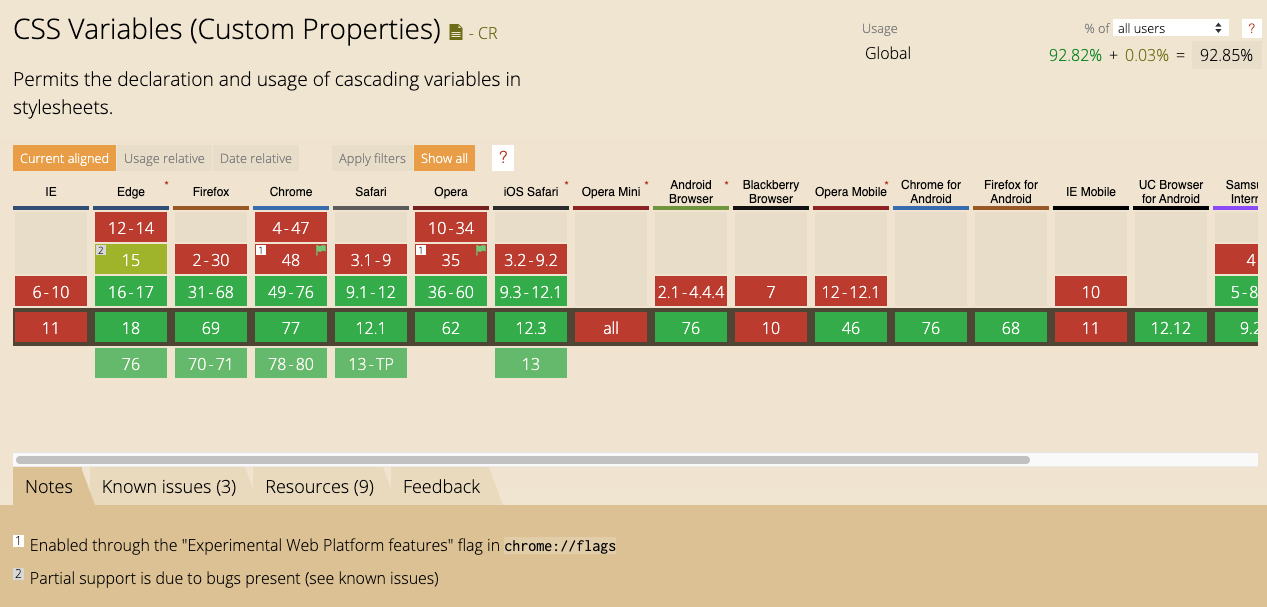 CSS Variables (Custom Properties) - CR
Usage % of all users ?
Global 92.82% + 0.03% = 92.85%
Permits the declaration and usage of cascading variables in
stylesheets.
Current aligned Usage relative Date relative Apply filters Show all ?
IE Edge * Firefox Chrome Safari Opera iOS Safari * Opera Mini * Android Browser * Blackberry Browser Opera Mobile * Chrome for Android Firefox for Android IE Mobile UC Browser for Android
12-14 4-47 10-34
2 15 2-30 1 48 3.1-9 1 35 3.2-9.2 4
6-10 16-17 31-68 49-76 9.1-12 36-60 9.3-12.1 2.1-4.4.4 7 12-12.1 10 5-8
11 18 69 77 12.1 62 12.3 all 76 10 46 76 68 11 12.12 9.2
76 70-71 78-80 13-TP 13
Notes Known issues (3) Resources (9) Feedback
1 Enabled through the "Experimental Web Platform features" flag in chrome://flags
2 Partial support is due to bugs present (see known issues)